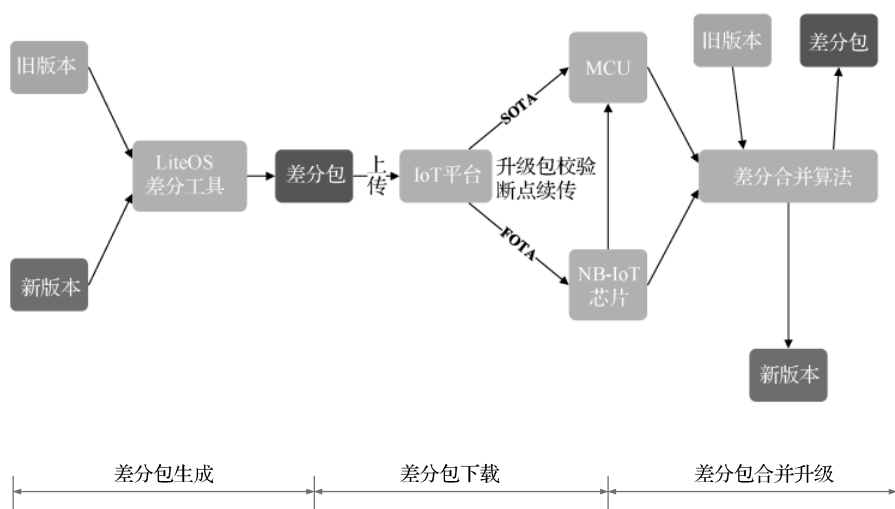 旧版本
新版本
LiteOS
差分工具
差分包
上
传
IoT平台
SOTA
升级包校验
断点续传
FOTA
MCU
NB-IoT
芯片
旧版本
差分包
差分合并算法
新版本
差分包生成
差分包下载
差分包合并升级